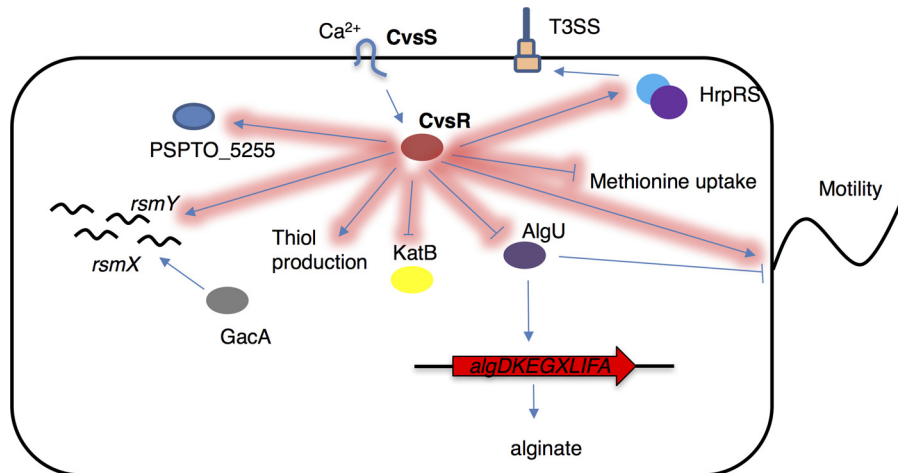 Ca²⁺
CvsS
T3SS
HrpRS
CvsR
PSPTO_5255
Methionine uptake
Motility
rsmY
rsmX
Thiol
production
KatB
AlgU
GacA
algDKEGXLIFA
alginate